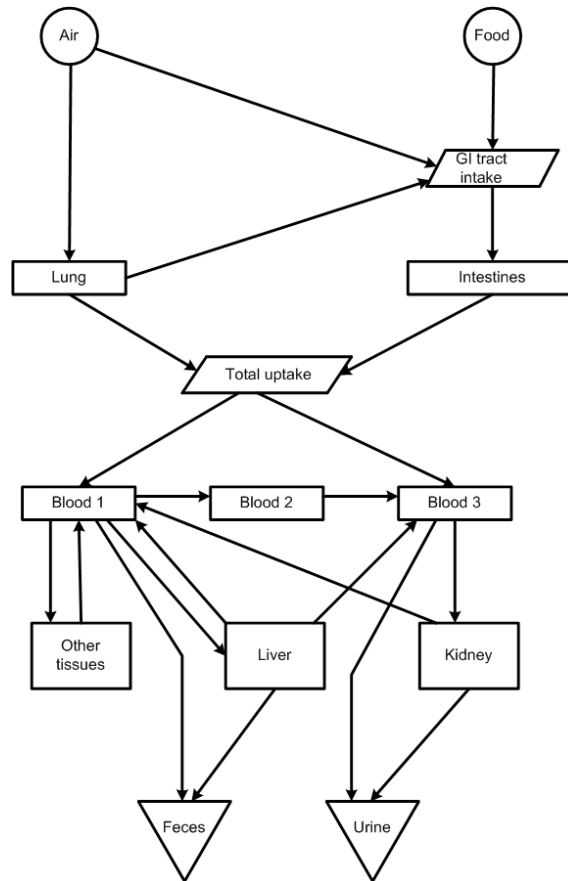 Air
Food
GI tract
intake
Lung
Intestines
Total uptake
Blood 1
Blood 2
Blood 3
Other
tissues
Liver
Kidney
Feces
Urine